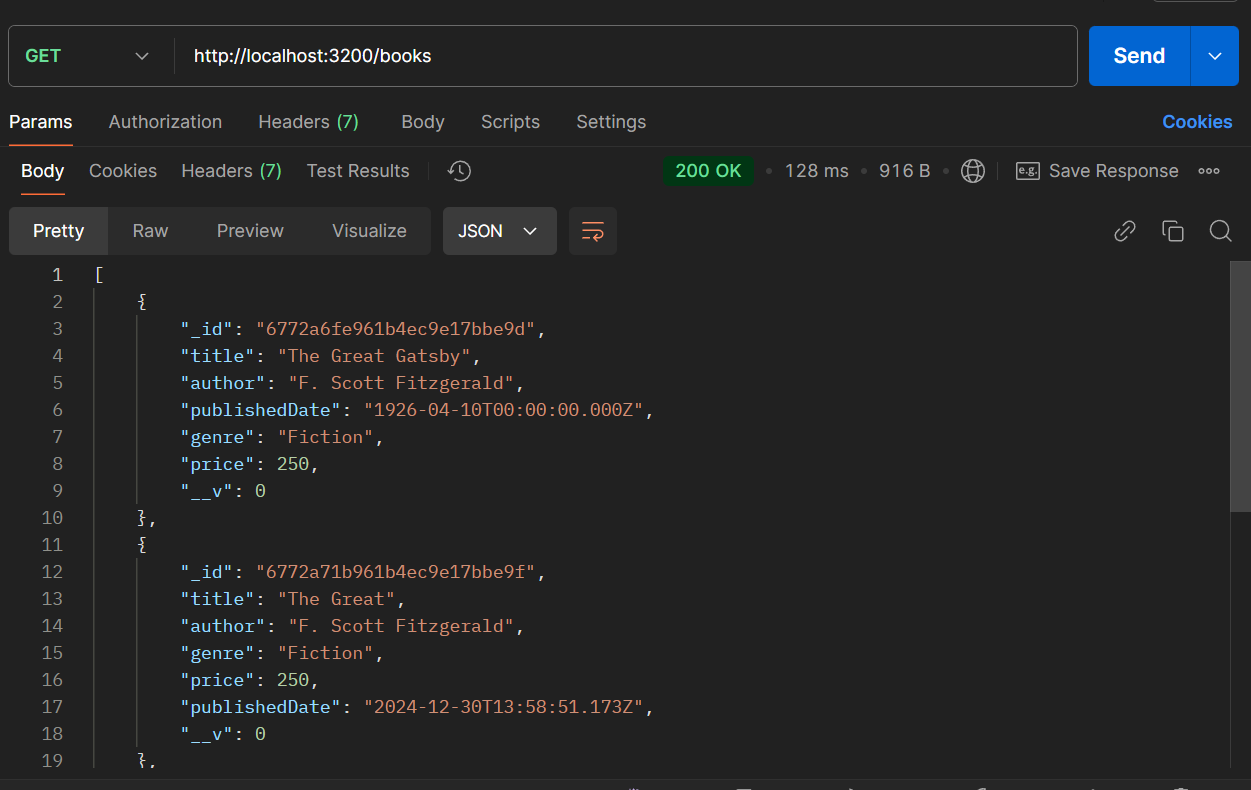 GET http://localhost:3200/books Send
Params Authorization Headers (7) Body Scripts Settings Cookies
Body Cookies Headers (7) Test Results 200 OK • 128 ms • 916 B • e.g. Save Response
Pretty Raw Preview Visualize JSON
1 [
2 {
3 "_id": "6772a6fe961b4ec9e17bbe9d",
4 "title": "The Great Gatsby",
5 "author": "F. Scott Fitzgerald",
6 "publishedDate": "1926-04-10T00:00:00.000Z",
7 "genre": "Fiction",
8 "price": 250,
9 "__v": 0
10 },
11 {
12 "_id": "6772a71b961b4ec9e17bbe9f",
13 "title": "The Great",
14 "author": "F. Scott Fitzgerald",
15 "genre": "Fiction",
16 "price": 250,
17 "publishedDate": "2024-12-30T13:58:51.173Z",
18 "__v": 0
19 },